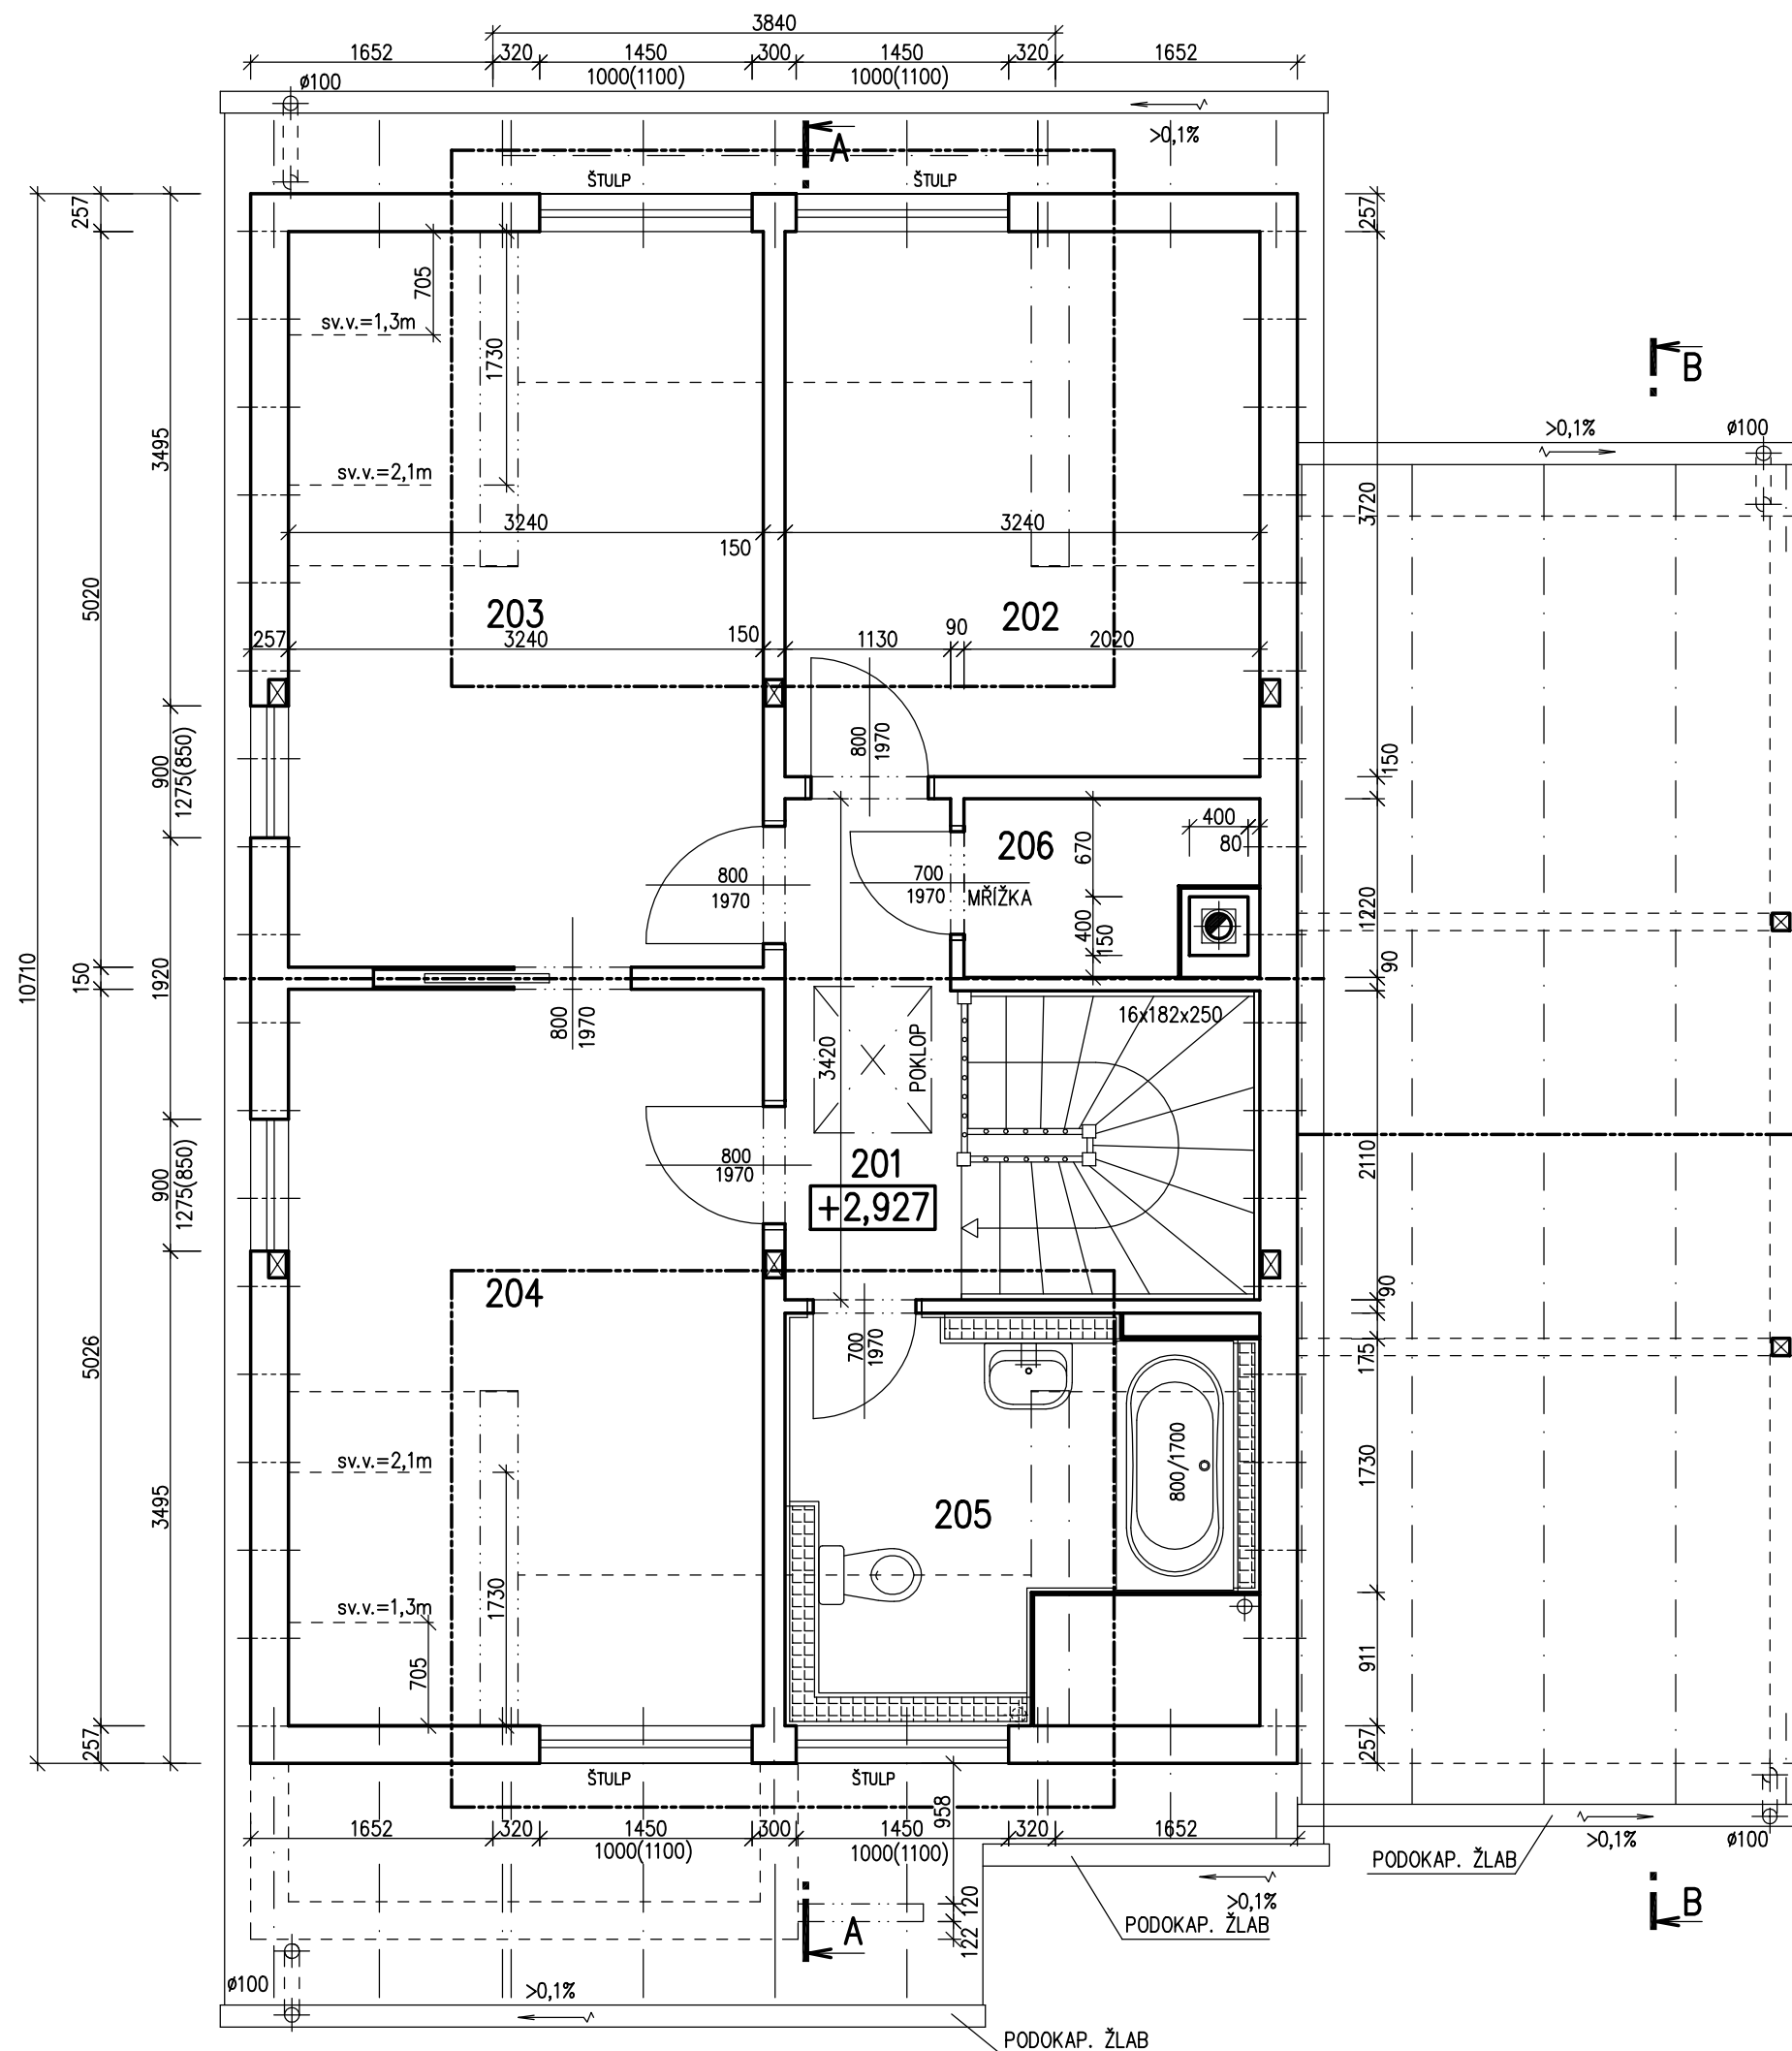 3840
1652 320 1450 300 1450 320 1652
1000(1100) 1000(1100)
ø100
>0,1%
A
ŠTULP ŠTULP
257
257
705
sv.v.=1,3m
1730
B
>0,1% ø100
3495
sv.v.=2,1m
3720
3240 3240
150
5020
203 202
257 3240 150 1130 90 2020
800
1970
150
900
1275(850)
206
400
80
670
800
1970
700
1970
MŘÍŽKA
400
150
1220
90
10710
150
1920
800
1970
16x182x250
3420
POKLOP
2110
900
1275(850)
800
1970
201
+2,927
204
90
700
1970
175
5026
sv.v.=2,1m
800/1700
1730
3495
205
1730
sv.v.=1,3m
705
911
257
257
ŠTULP ŠTULP
958
1652 320 1450 300 1450 320 1652
1000(1100) 1000(1100)
>0,1% ø100
PODOKAP. ŽLAB
>0,1%
PODOKAP. ŽLAB
B
120
122
A
ø100
>0,1%
PODOKAP. ŽLAB